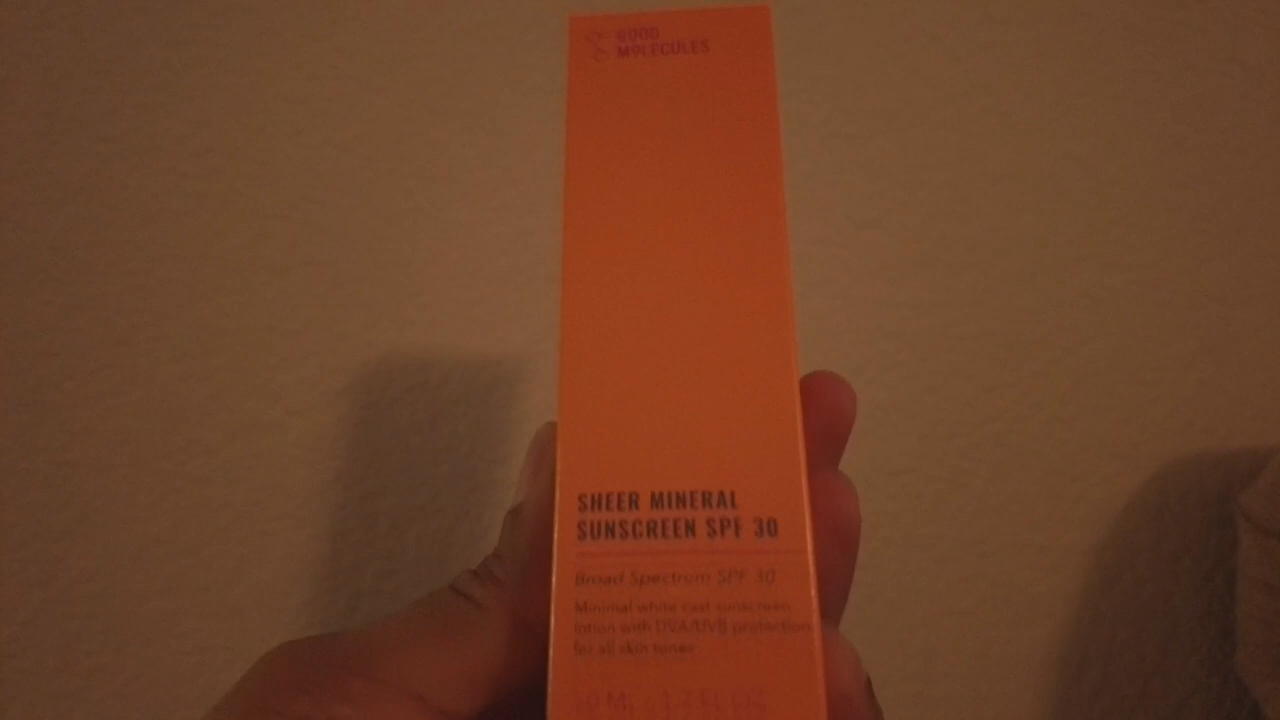 GOOD
MOLECULES
SHEER MINERAL
SUNSCREEN SPF 30
Broad Spectrum SPF 30
Minimal white cast sunscreen
lotion with UVA/UVB protection
for all skin tones